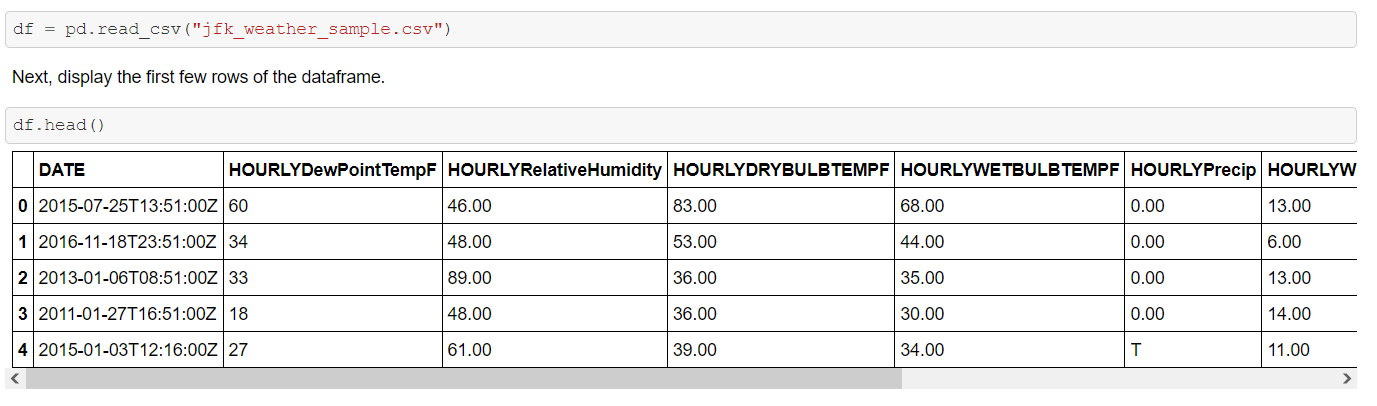 df = pd.read_csv("jfk_weather_sample.csv")
Next, display the first few rows of the dataframe.
df.head()
DATE HOURLYDewPointTempF HOURLYRelativeHumidity HOURLYDRYBULBTEMPF HOURLYWETBULBTEMPF HOURLYPrecip HOURLYW
0 2015-07-25T13:51:00Z 60 46.00 83.00 68.00 0.00 13.00
1 2016-11-18T23:51:00Z 34 48.00 53.00 44.00 0.00 6.00
2 2013-01-06T08:51:00Z 33 89.00 36.00 35.00 0.00 13.00
3 2011-01-27T16:51:00Z 18 48.00 36.00 30.00 0.00 14.00
4 2015-01-03T12:16:00Z 27 61.00 39.00 34.00 T 11.00